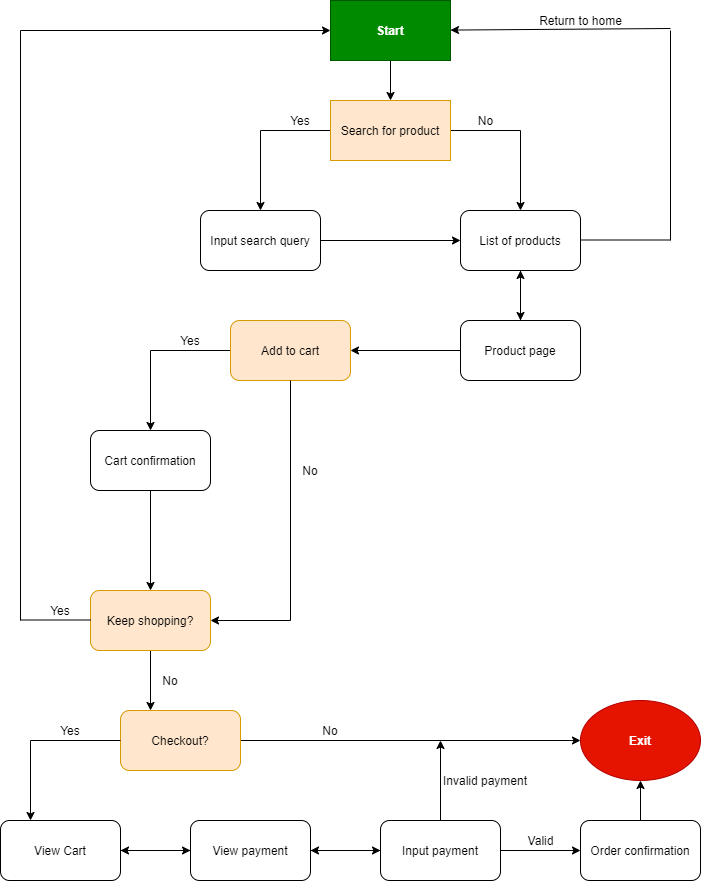 Return to home
Start
Search for product
Yes
No
Input search query
List of products
Yes
Add to cart
Product page
Cart confirmation
No
Yes
Keep shopping?
No
Yes
Checkout?
No
Exit
Invalid payment
View Cart
View payment
Input payment
Valid
Order confirmation